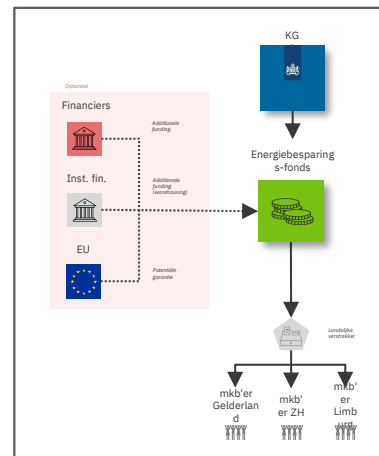 KG
Optioneel
Financiers
Additionele
funding
Energiebesparing
s-fonds
Inst. fin.
Additionele
funding
(warehousing)
EU
Potentiële
garantie
Landelijke
verstrekker
mkb'er
Gelderlan
d
mkb'
er ZH
mkb'
er
Limb
urg